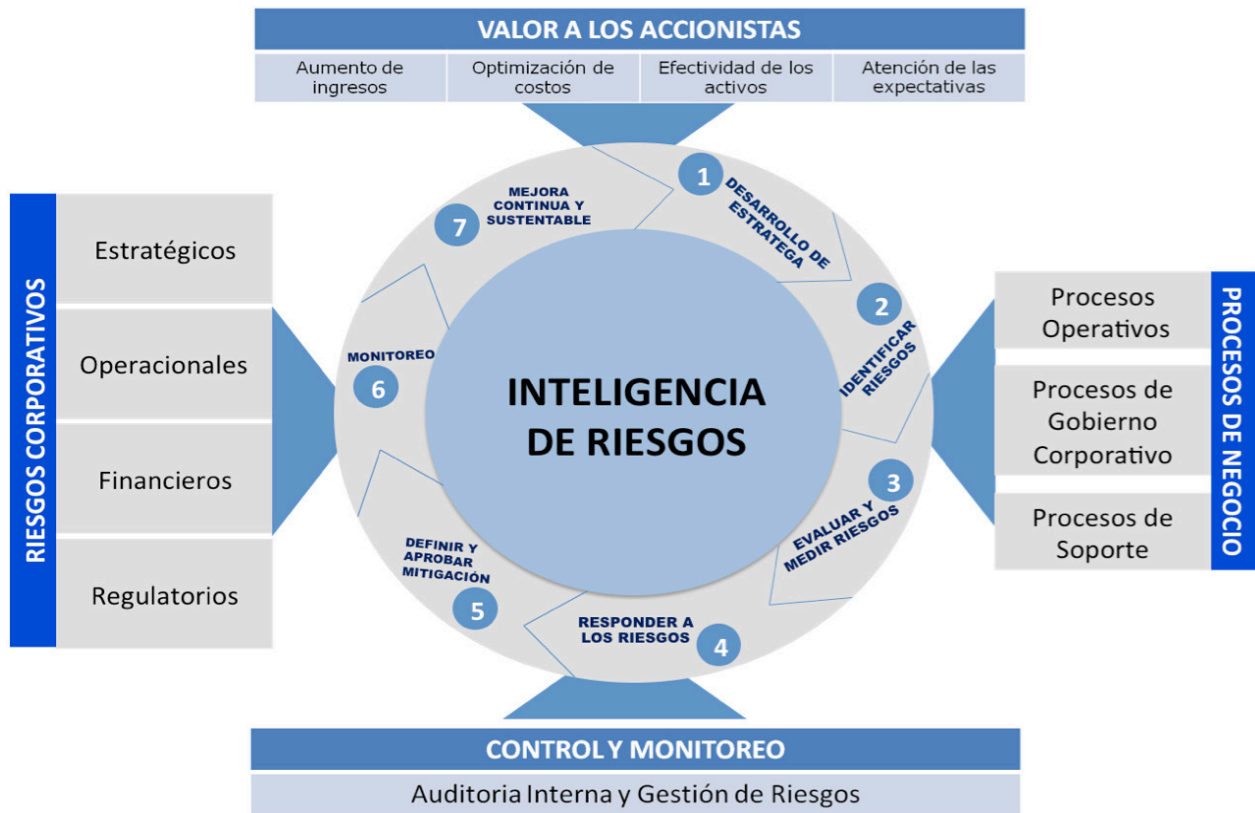 VALOR A LOS ACCIONISTAS
Aumento de
ingresos
Optimización de
costos
Efectividad de los
activos
Atención de las
expectativas
RIESGOS CORPORATIVOS
Estratégicos
Operacionales
Financieros
Regulatorios
1
DESARROLLO DE
ESTRATEGA
2
IDENTIFICAR
RIESGOS
3
EVALUAR Y
MEDIR RIESGOS
4
RESPONDER A
LOS RIESGOS
5
DEFINIR Y
APROBAR
MITIGACIÓN
6
MONITOREO
7
MEJORA
CONTINUA Y
SUSTENTABLE
INTELIGENCIA
DE RIESGOS
Procesos
Operativos
Procesos de
Gobierno
Corporativo
Procesos de
Soporte
PROCESOS DE NEGOCIO
CONTROL Y MONITOREO
Auditoria Interna y Gestión de Riesgos